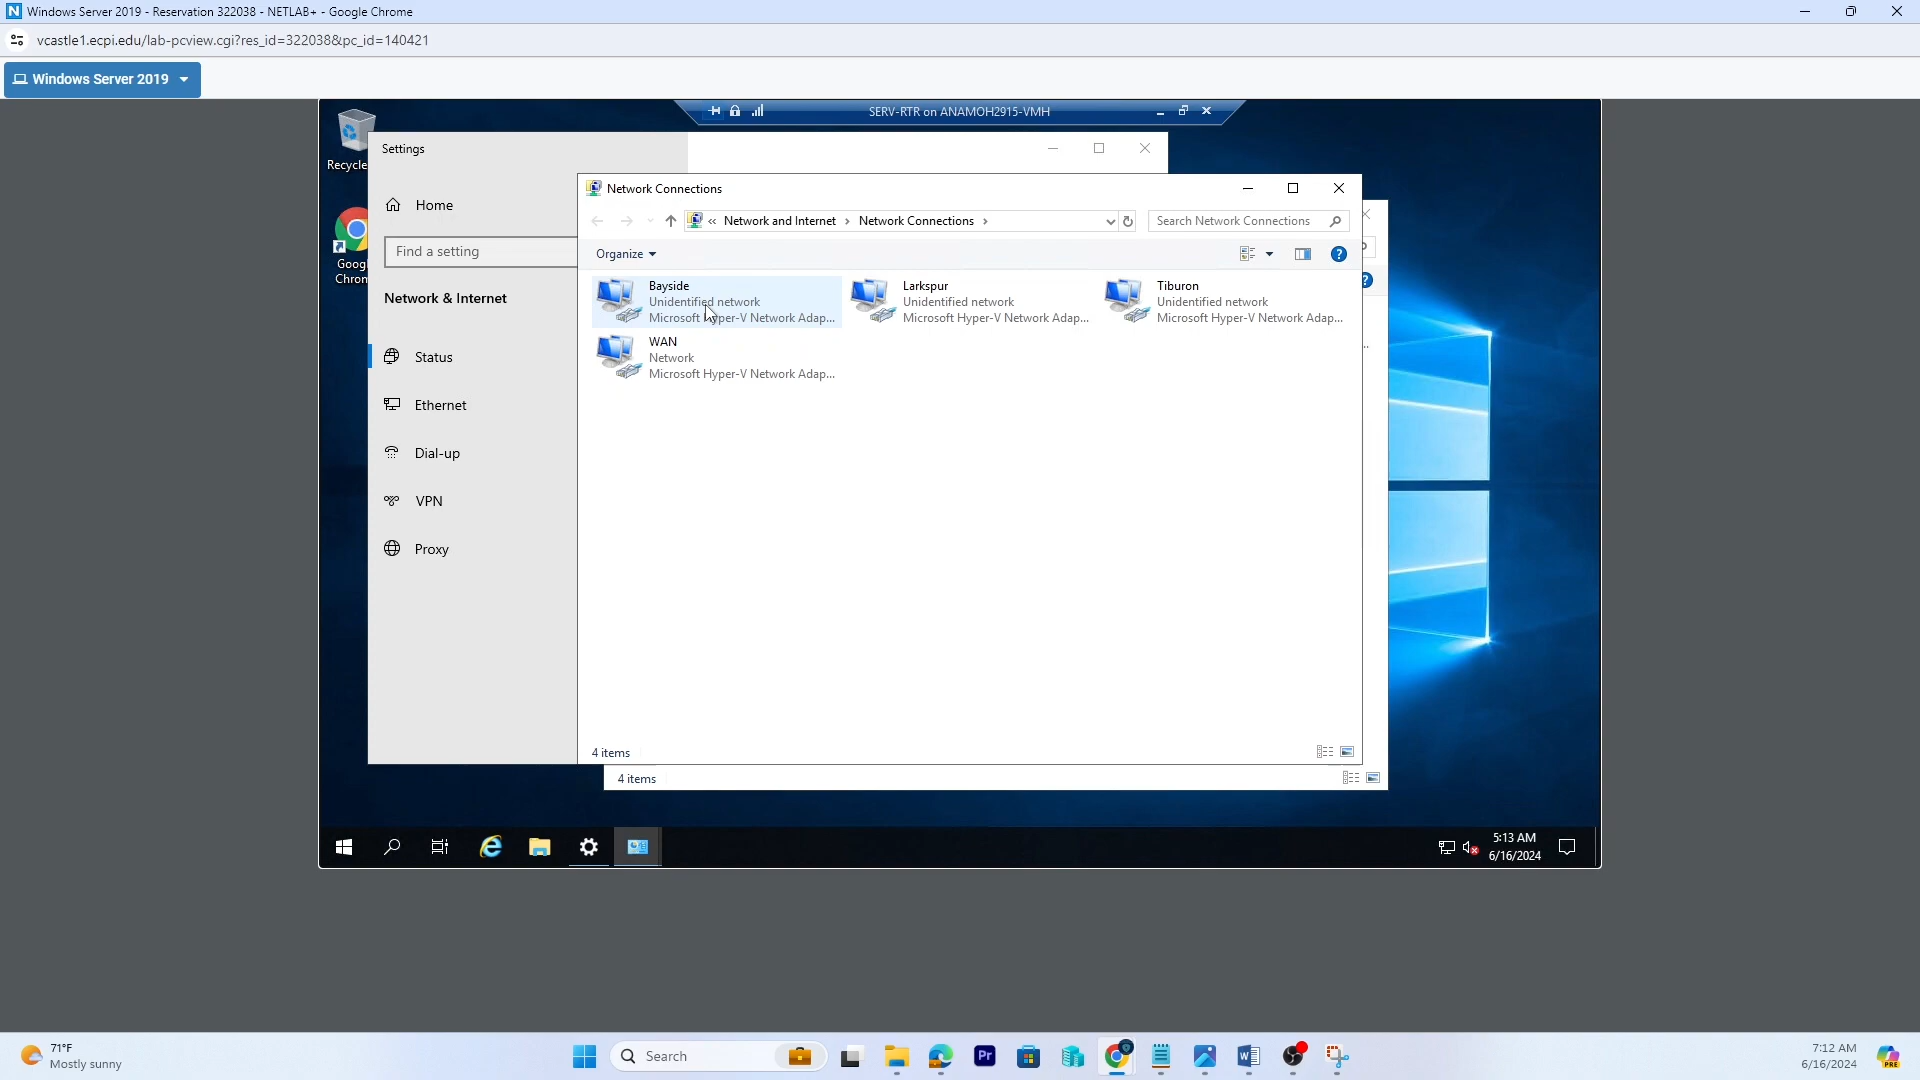 Windows Server 2019 - Reservation 322038 - NETLAB+ - Google Chrome
vcastle1.ecpi.edu/lab-pcview.cgi?res_id=322038&pc_id=140421
Windows Server 2019
SERV-RTR on ANAMOH2915-VMH
Recycle
Googl
Chron
Settings
Home
Find a setting
Network & Internet
Status
Ethernet
Dial-up
VPN
Proxy
Network Connections
« Network and Internet › Network Connections ›
Search Network Connections
Organize
Bayside
Unidentified network
Microsoft Hyper-V Network Adap...
Larkspur
Unidentified network
Microsoft Hyper-V Network Adap...
Tiburon
Unidentified network
Microsoft Hyper-V Network Adap...
WAN
Network
Microsoft Hyper-V Network Adap...
4 items
4 items
5:13 AM
6/16/2024
71°F
Mostly sunny
Search
Pr
7:12 AM
6/16/2024
PRE